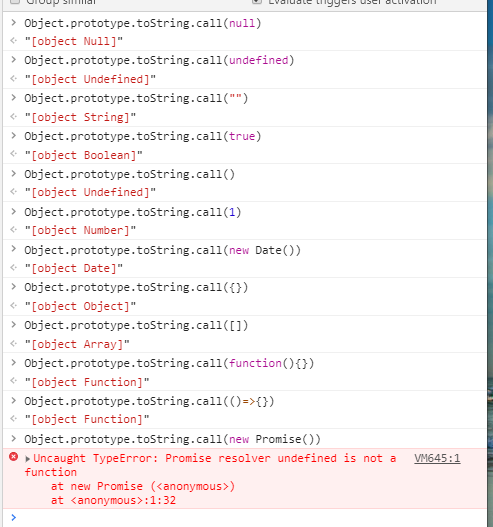 Group similar Evaluate triggers user activation
> Object.prototype.toString.call(null)
"[object Null]"
> Object.prototype.toString.call(undefined)
"[object Undefined]"
> Object.prototype.toString.call("")
"[object String]"
> Object.prototype.toString.call(true)
"[object Boolean]"
> Object.prototype.toString.call()
"[object Undefined]"
> Object.prototype.toString.call(1)
"[object Number]"
> Object.prototype.toString.call(new Date())
"[object Date]"
> Object.prototype.toString.call({})
"[object Object]"
> Object.prototype.toString.call([])
"[object Array]"
> Object.prototype.toString.call(function(){})
"[object Function]"
> Object.prototype.toString.call(()=>{})
"[object Function]"
> Object.prototype.toString.call(new Promise())
Uncaught TypeError: Promise resolver undefined is not a VM645:1
function
at new Promise (<anonymous>)
at <anonymous>:1:32
>